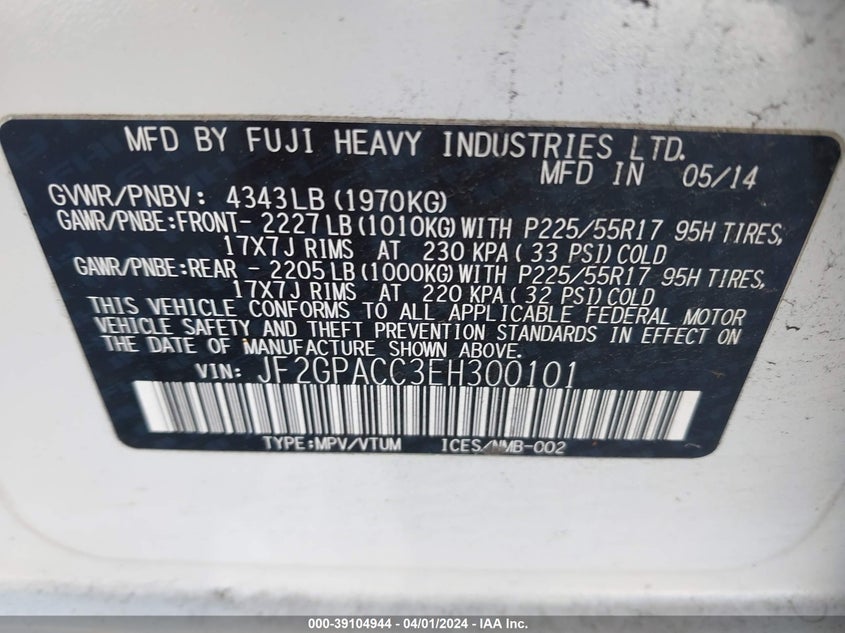 MFD BY FUJI HEAVY INDUSTRIES LTD.
MFD IN 05/14
GVWR/PNBV: 4343LB (1970KG)
GAWR/PNBE:FRONT- 2227LB (1010KG) WITH P225/55R17 95H TIRES,
17X7J RIMS AT 230 KPA( 33 PSI) COLD
GAWR/PNBE:REAR - 2205LB (1000KG) WITH P225/55R17 95H TIRES,
17X7J RIMS AT 220 KPA( 32 PSI) COLD
THIS VEHICLE CONFORMS TO ALL APPLICABLE FEDERAL MOTOR
VEHICLE SAFETY AND THEFT PREVENTION STANDARDS IN EFFECT ON
THE DATE OF MANUFACTURE SHOWN ABOVE.
VIN: JF2GPACC3EH300101
TYPE:MPV/VTUM ICES/NMB-002
000-39104944 - 04/01/2024 - IAAI Inc.